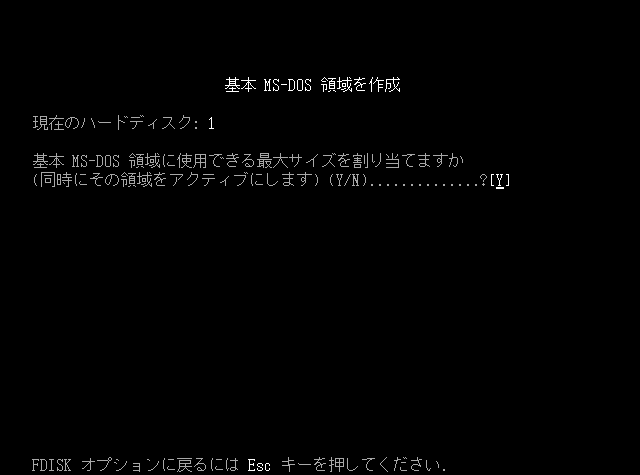 基本 MS-DOS 領域を作成
現在のハードディスク: 1
基本 MS-DOS 領域に使用できる最大サイズを割り当てますか
(同時にその領域をアクティブにします) (Y/N)..............?[Y]
FDISK オプションに戻るには Esc キーを押してください.